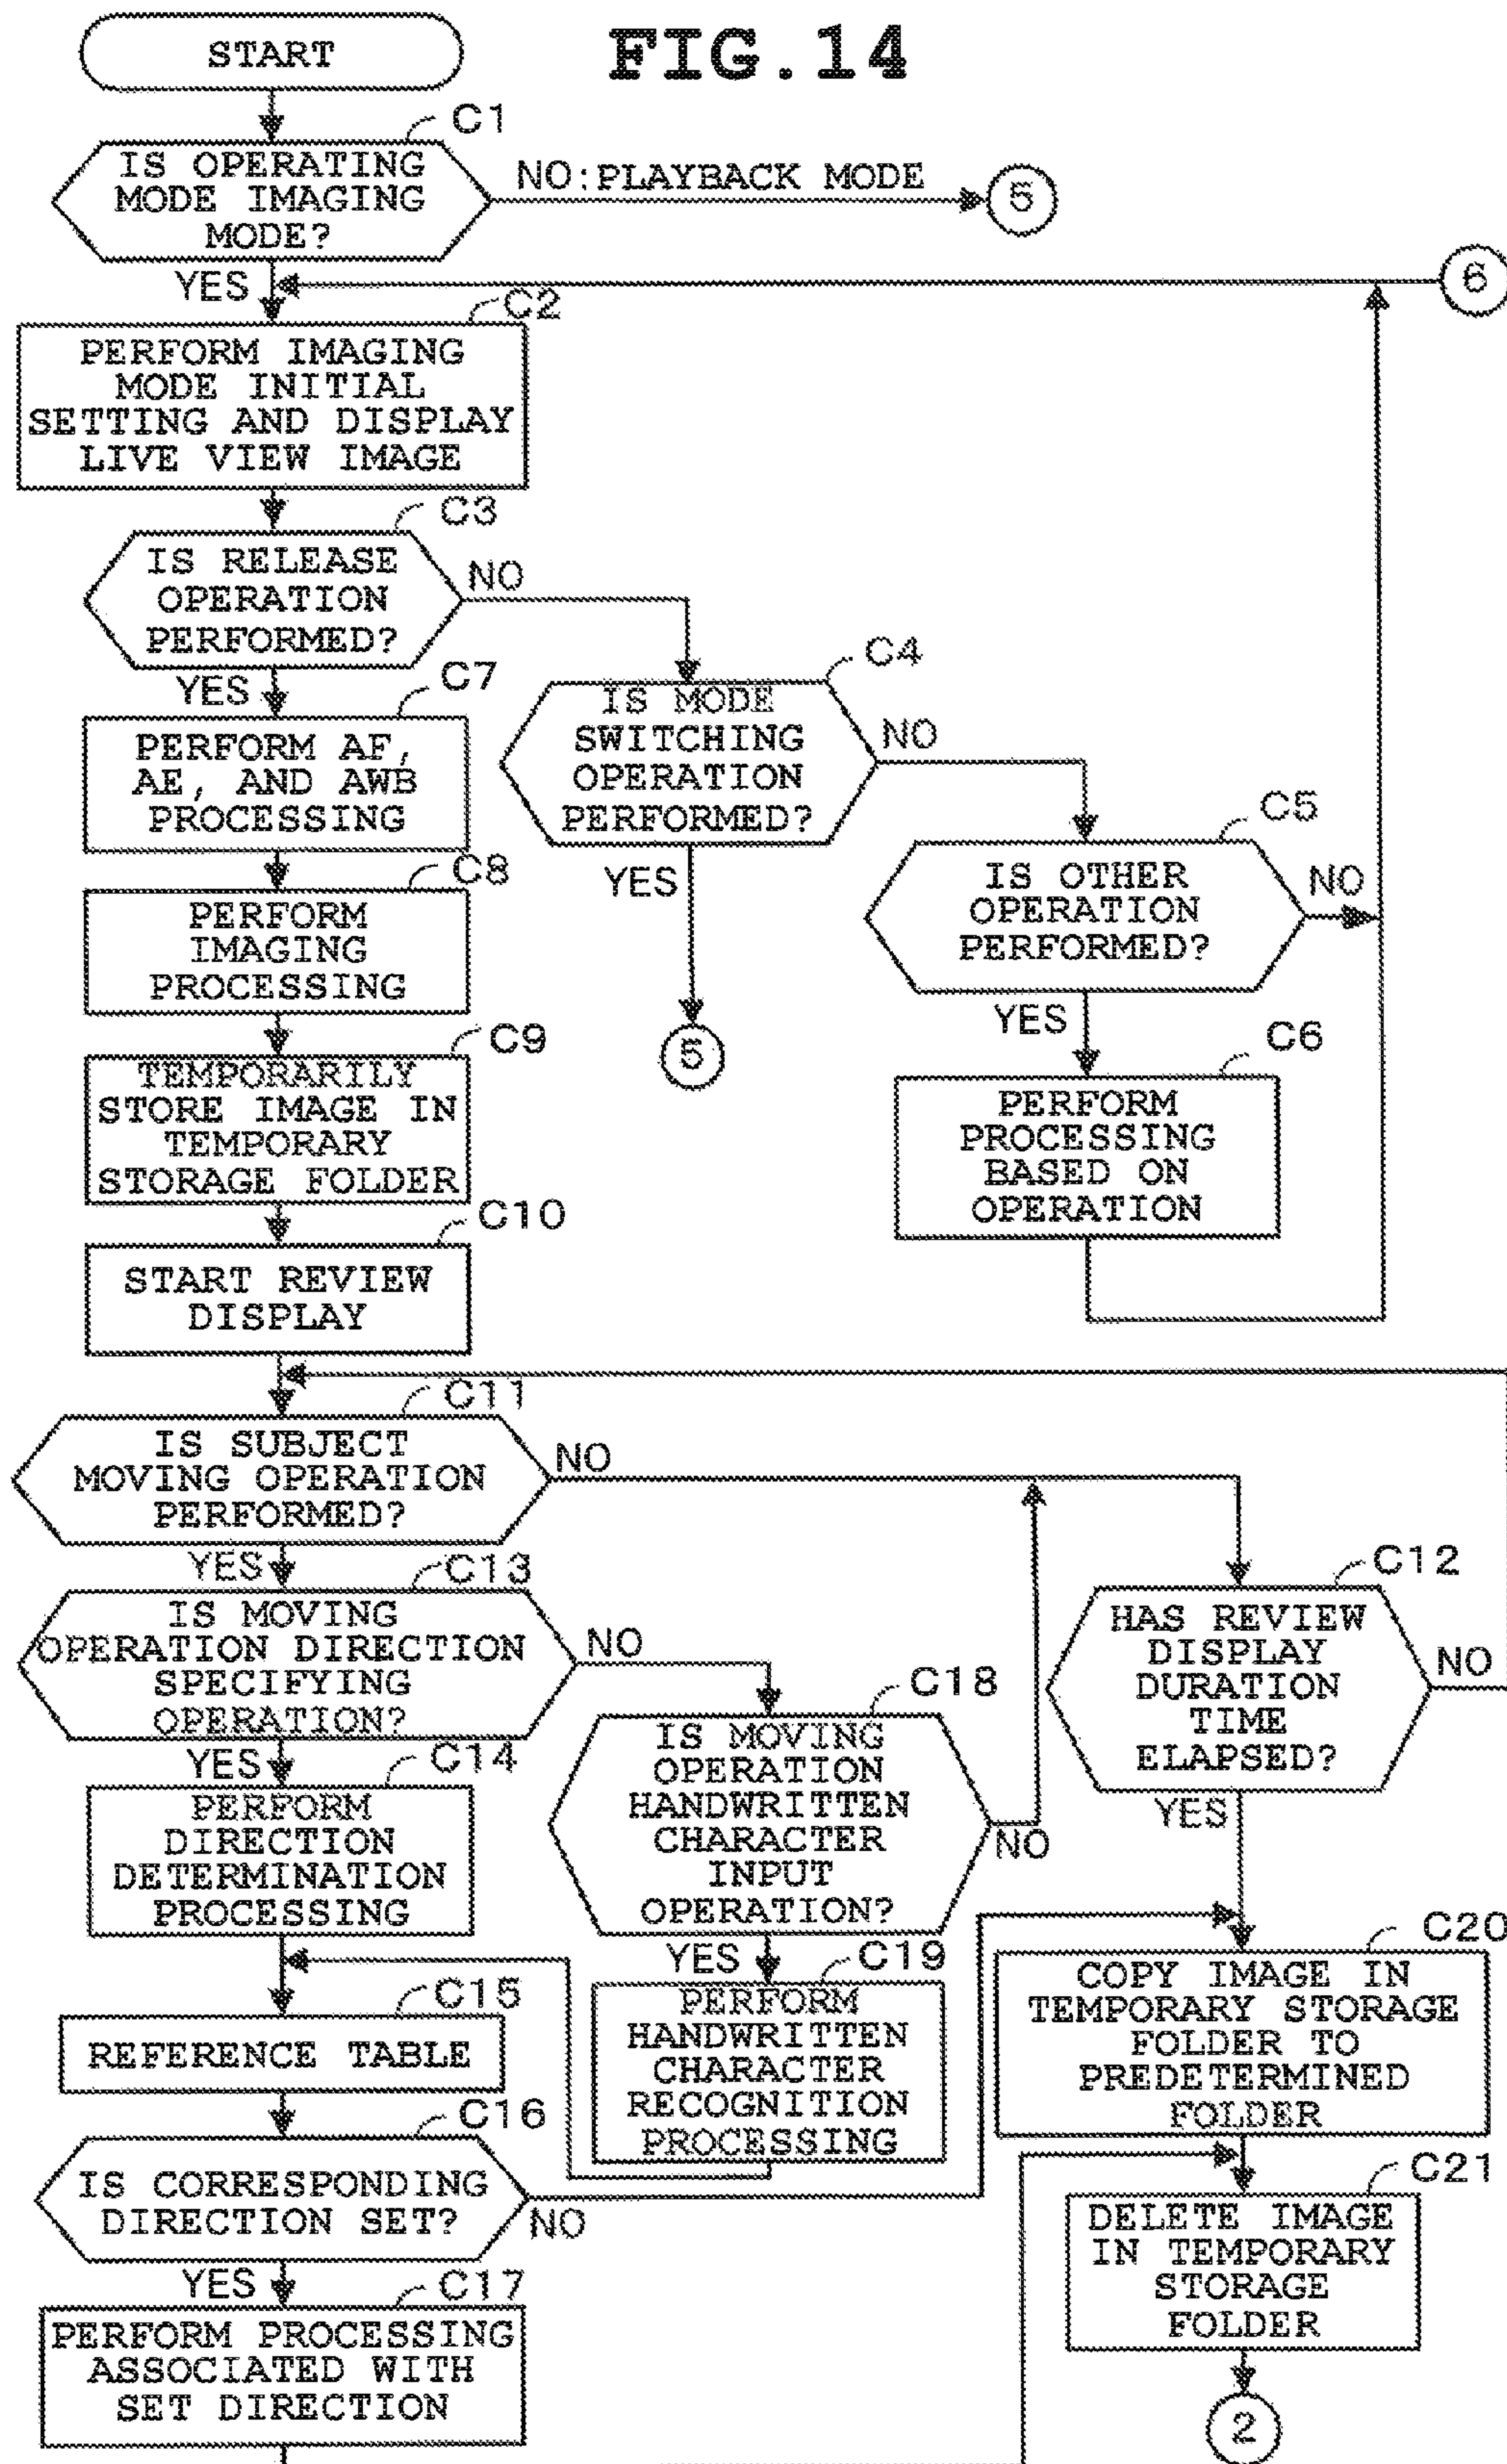 FIG.14
START
C1
IS OPERATING
MODE IMAGING
MODE?
NO:PLAYBACK MODE
5
YES
6
C2
PERFORM IMAGING
MODE INITIAL
SETTING AND DISPLAY
LIVE VIEW IMAGE
C3
IS RELEASE
OPERATION
PERFORMED?
NO
YES
C4
IS MODE
SWITCHING
OPERATION
PERFORMED?
NO
YES
5
C5
IS OTHER
OPERATION
PERFORMED?
NO
YES
C6
PERFORM
PROCESSING
BASED ON
OPERATION
C7
PERFORM AF,
AE, AND AWB
PROCESSING
C8
PERFORM
IMAGING
PROCESSING
C9
TEMPORARILY
STORE IMAGE IN
TEMPORARY
STORAGE FOLDER
C10
START REVIEW
DISPLAY
C11
IS SUBJECT
MOVING OPERATION
PERFORMED?
NO
YES
C12
HAS REVIEW
DISPLAY
DURATION
TIME
ELAPSED?
NO
YES
C13
IS MOVING
OPERATION DIRECTION
SPECIFYING
OPERATION?
NO
YES
C14
PERFORM
DIRECTION
DETERMINATION
PROCESSING
C18
IS MOVING
OPERATION
HANDWRITTEN
CHARACTER
INPUT
OPERATION?
NO
YES
C19
PERFORM
HANDWRITTEN
CHARACTER
RECOGNITION
PROCESSING
C15
REFERENCE TABLE
C16
IS CORRESPONDING
DIRECTION SET?
NO
YES
C17
PERFORM PROCESSING
ASSOCIATED WITH
SET DIRECTION
C20
COPY IMAGE IN
TEMPORARY STORAGE
FOLDER TO
PREDETERMINED
FOLDER
C21
DELETE IMAGE
IN TEMPORARY
STORAGE
FOLDER
2